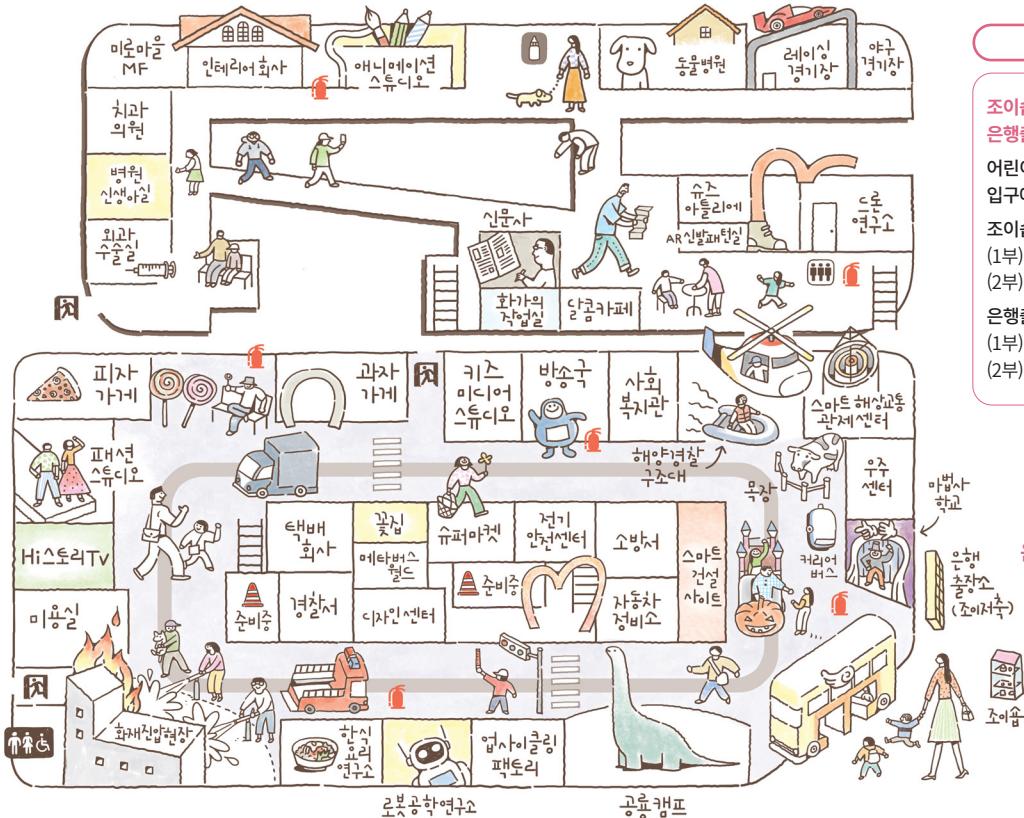 미로마을
MF
인테리어 회사
애니메이션
스튜디오
동물병원
레이싱
경기장
야구
경기장
치과
의원
병원
신생아실
외과
수술실
신문사
화가의
작업실
달콤카페
슈즈
아틀리에
AR신발패턴실
드론
연구소
피자
가게
과자
가게
키즈
미디어
스튜디오
방송국
사회
복지관
스마트 해상교통
관제센터
해양경찰
구조대
패션
스튜디오
목장
우주
센터
마법사
학교
Hi스토리TV
택배
회사
꽃집
메타버스
월드
슈퍼마켓
전기
안전센터
소방서
스마트
건설
사이트
커리어
버스
은행
출장소
(조이저축)
준비중
경찰서
디자인센터
준비중
자동차
정비소
미용실
화재진압현장
한식
요리
연구소
로봇공학연구소
업사이클링
팩토리
공룡캠프
조이숍
조이숍
은행출
어린이
입구이
조이숍
(1부)
(2부)
은행출
(1부)
(2부)